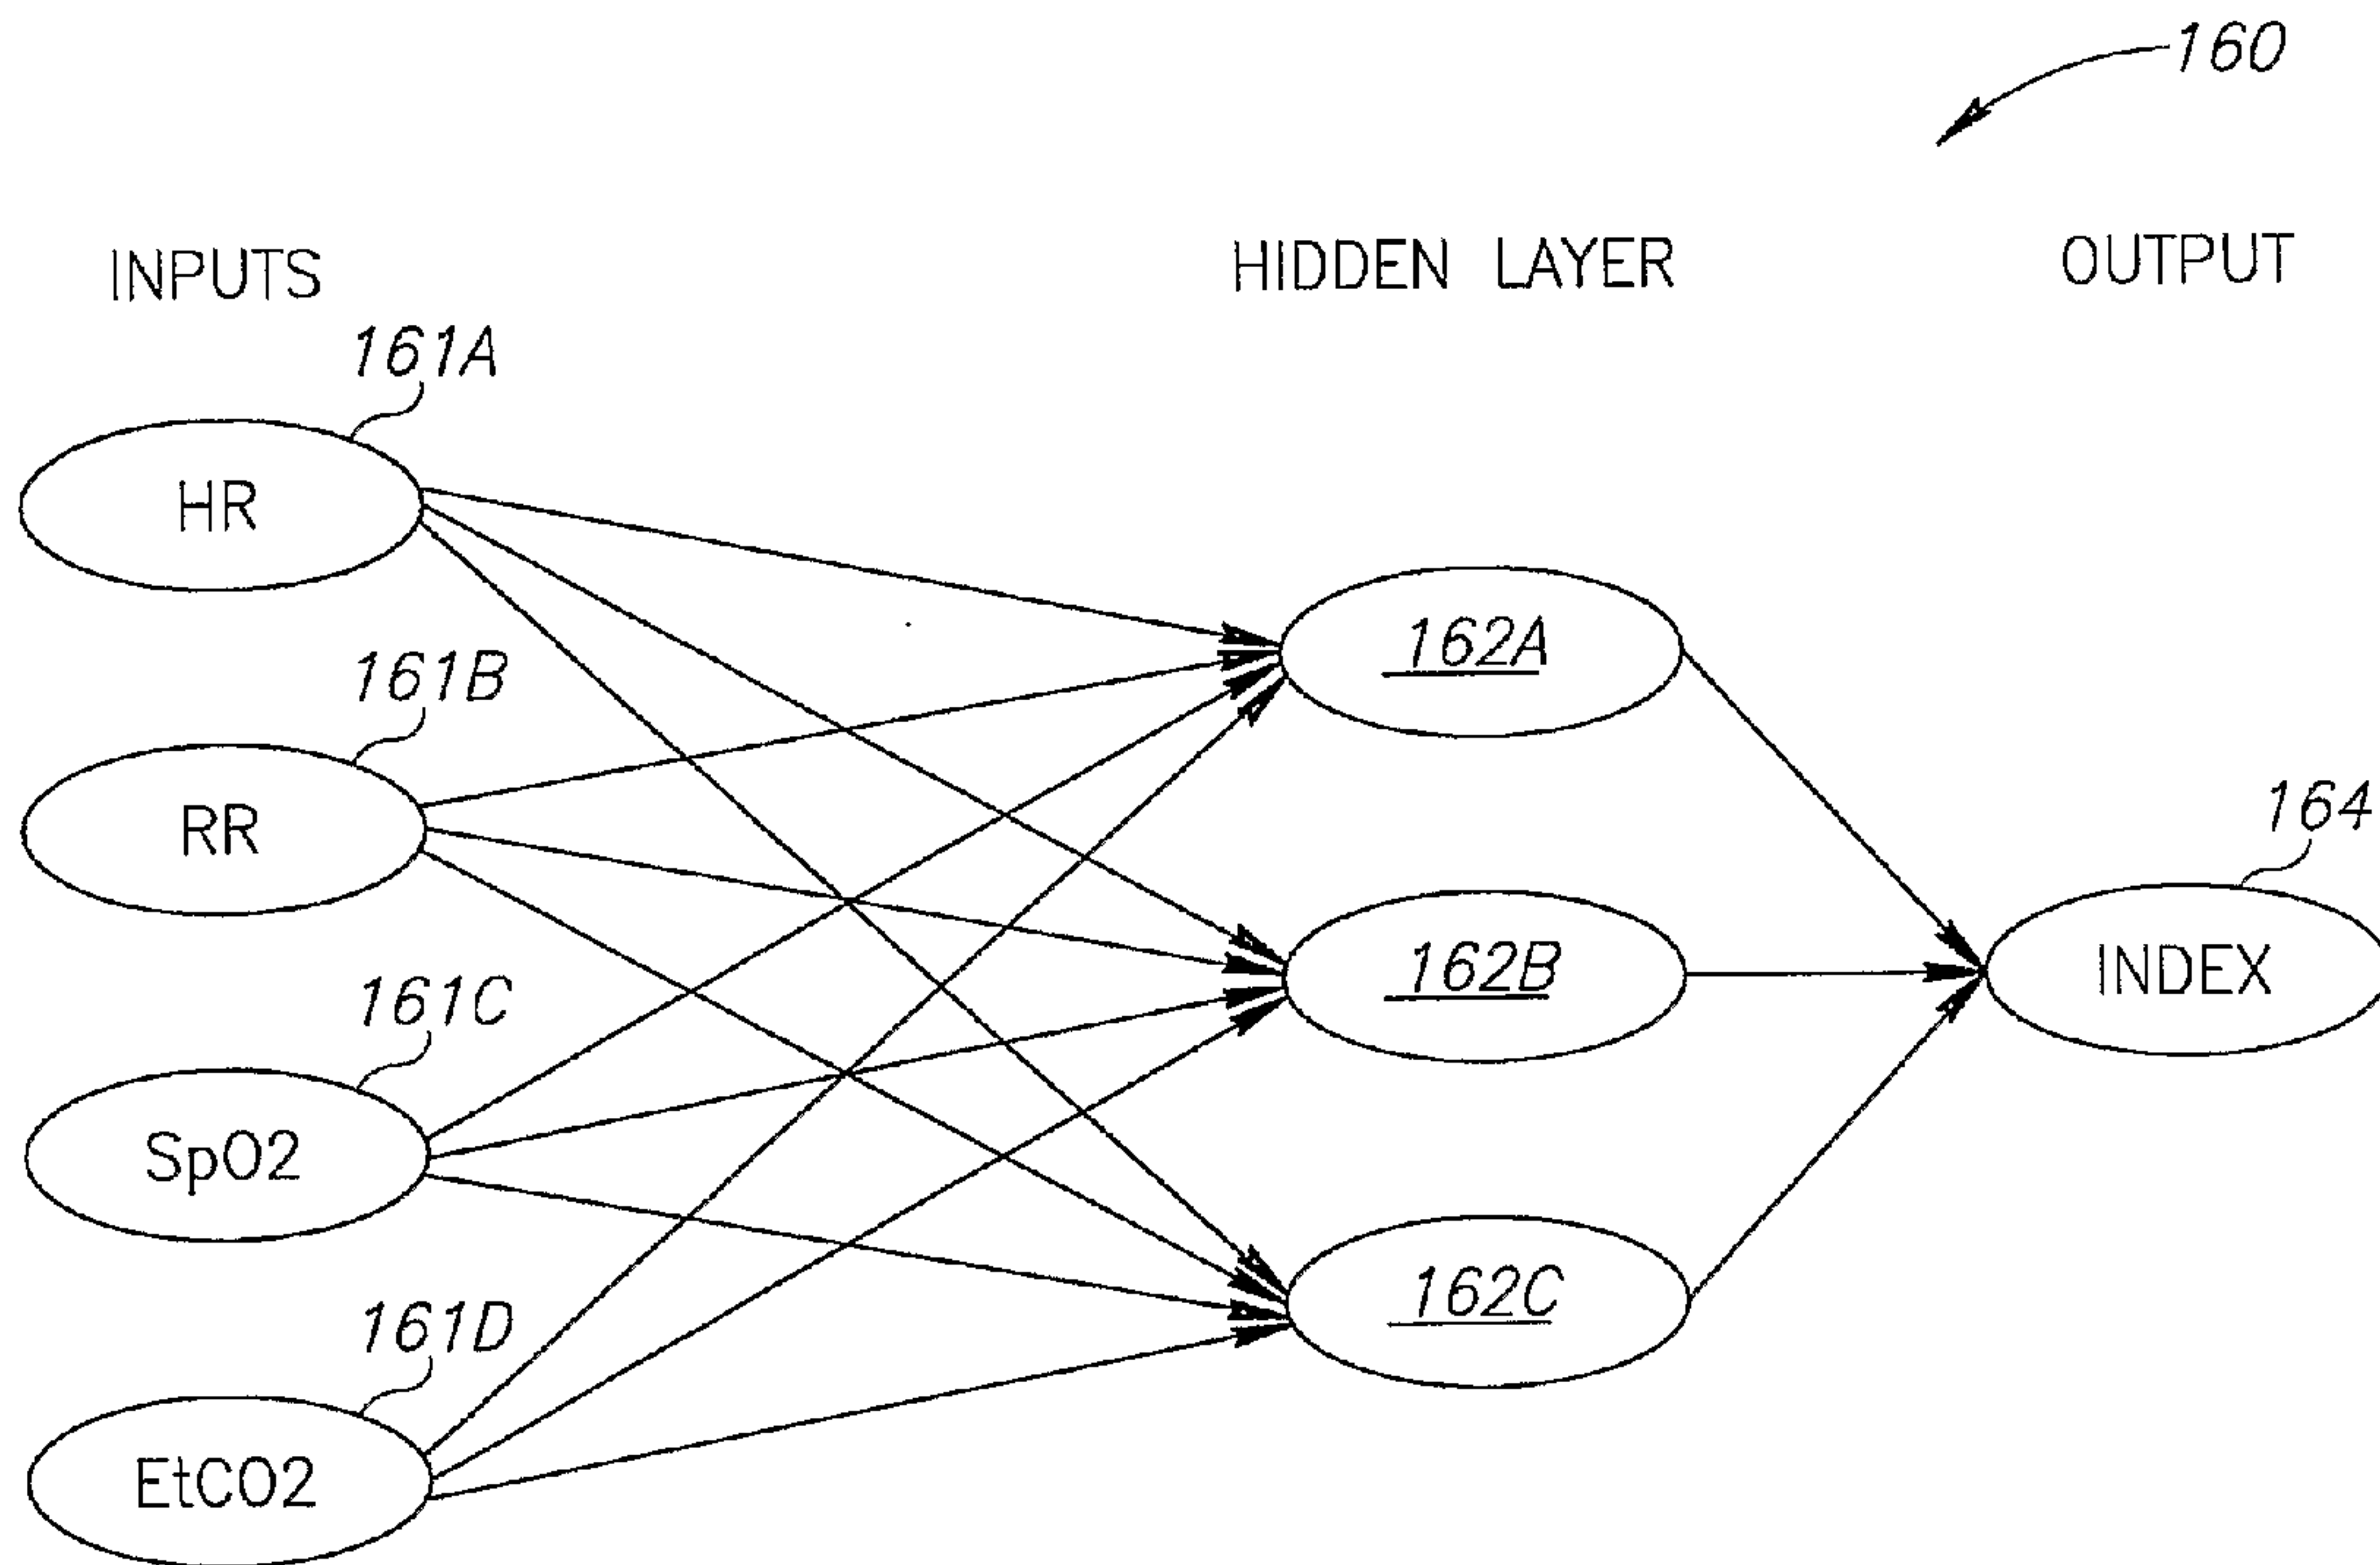 160
INPUTS
HIDDEN LAYER
OUTPUT
161A
HR
162A
161B
RR
164
162B
INDEX
161C
SpO2
162C
161D
EtCO2